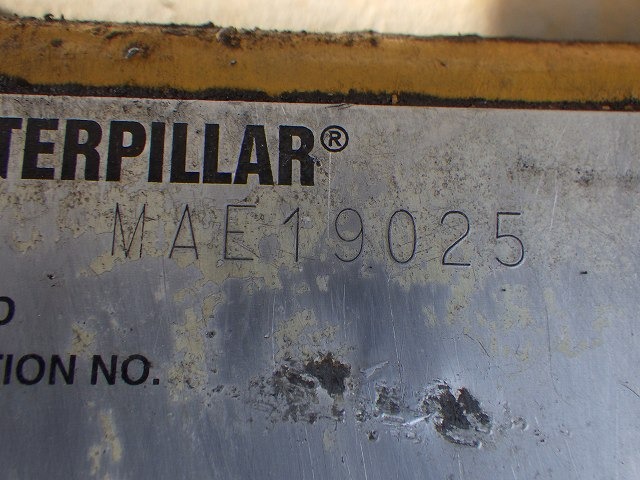 TERPILLAR®
MAE19025
D
TION NO.